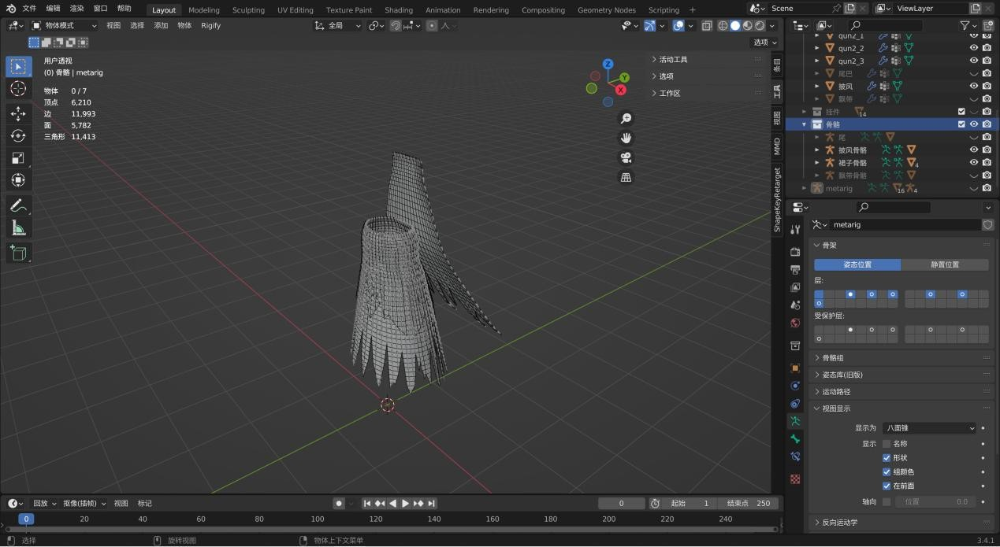 文件 编辑 渲染 窗口 帮助 Layout Modeling Sculpting UV Editing Texture Paint Shading Animation Rendering Compositing Geometry Nodes Scripting + Scene ViewLayer
物体模式 视图 选择 添加 物体 Rigify 全局
选项
用户透视
(0) 骨骼 | metarig
物体 0 / 7
顶点 6,210
边 11,993
面 5,782
三角形 11,413
Z
Y
X
活动工具
选项
工作区
条目
工具
视图
MMD
ShapeKeyRetarget
qun2_1
qun2_2
qun2_3
尾巴
披风
飘带
挂件 14
骨骼
尾
披风骨骼
裙子骨骼 4
飘带骨骼
metarig 16 4
metarig
骨架
姿态位置 静置位置
层:
受保护层:
骨骼组
姿态库(旧版)
运动路径
视图显示
显示为 八面锥
显示 名称
形状
组颜色
在前面
轴向 位置 0.0
反向运动学
回放 抠像(插帧) 视图 标记 0 起始 1 结束点 250
0 20 40 60 80 100 120 140 160 180 200 220 240
选择 旋转视图 物体上下文菜单 3.4.1